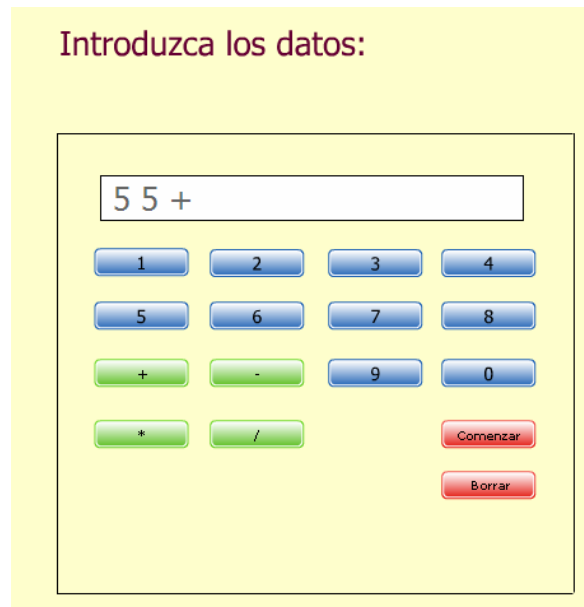 Introduzca los datos:
5 5 +
1 2 3 4
5 6 7 8
+ - 9 0
* / Comenzar
Borrar